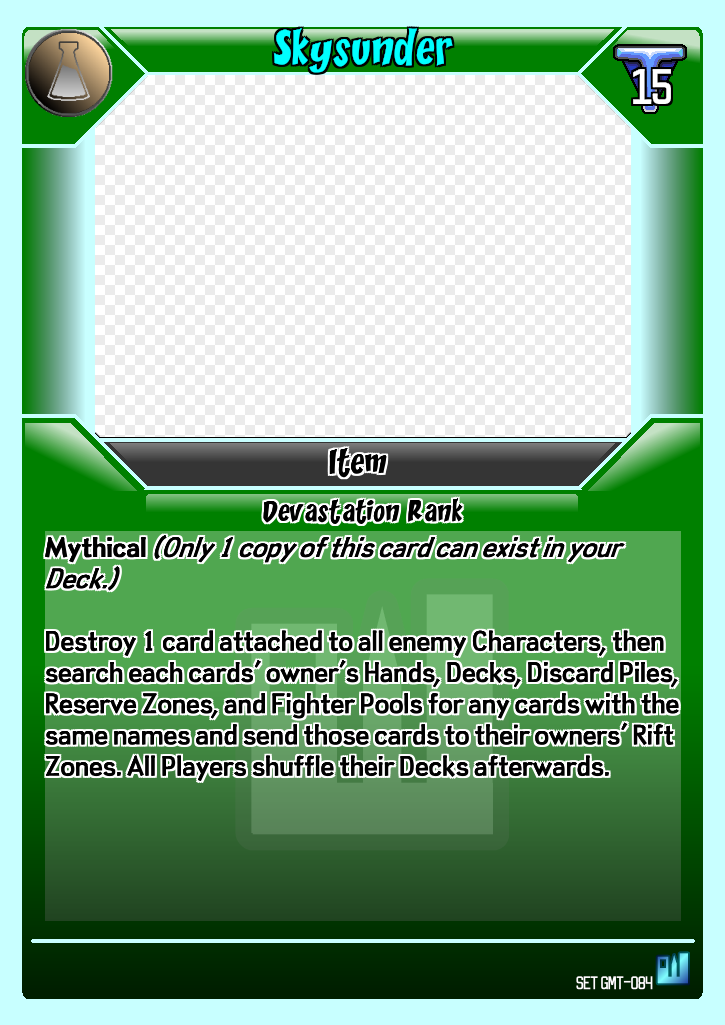 Skysunder
15
Item
Devastation Rank
Mythical (Only 1 copy of this card can exist in your
Deck.)
Destroy 1 card attached to all enemy Characters, then
search each cards' owner's Hands, Decks, Discard Piles,
Reserve Zones, and Fighter Pools for any cards with the
same names and send those cards to their owners' Rift
Zones. All Players shuffle their Decks afterwards.
SET GMT-084